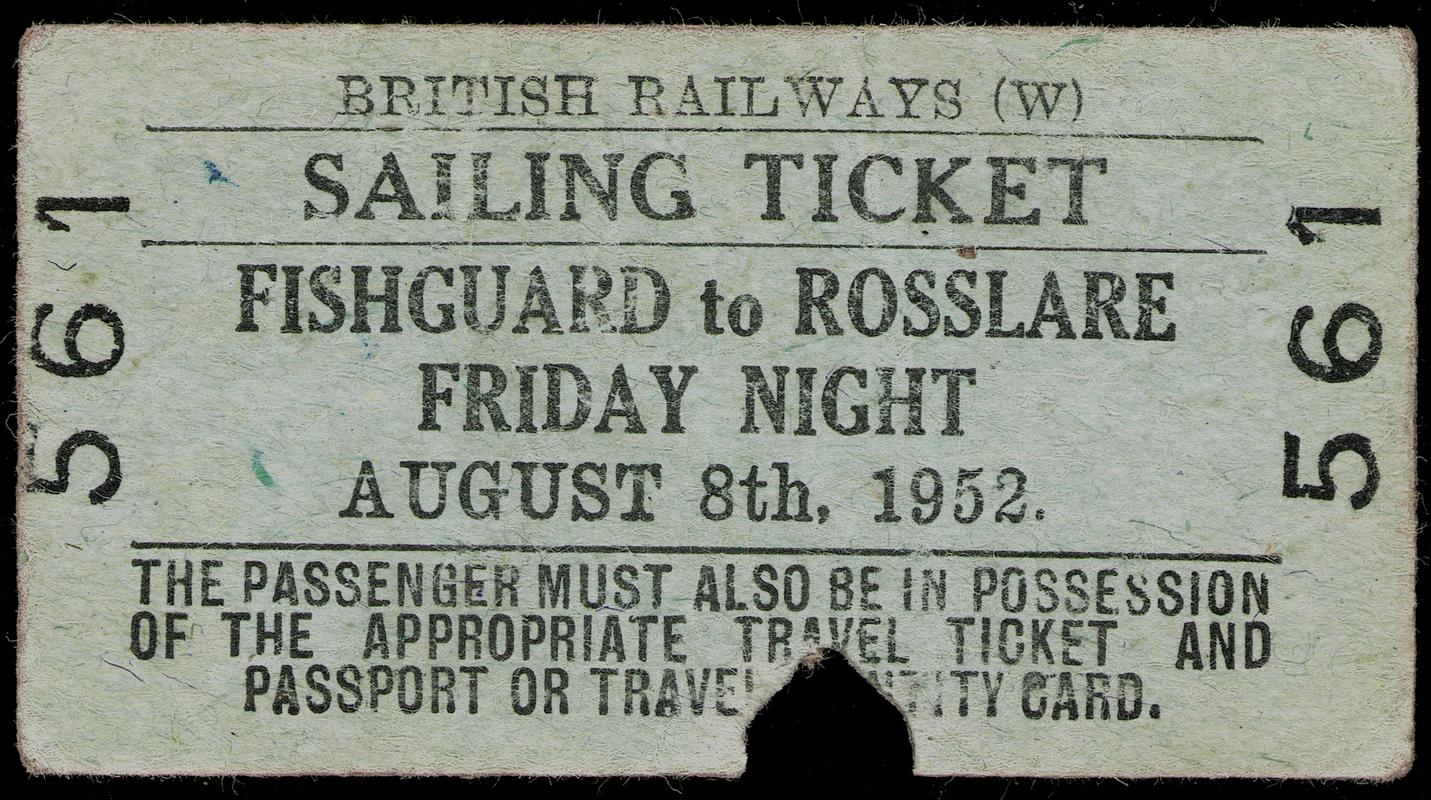 BRITISH RAILWAYS (W)
SAILING TICKET
FISHGUARD to ROSSLARE
FRIDAY NIGHT
AUGUST 8th, 1952.
THE PASSENGER MUST ALSO BE IN POSSESSION
OF THE APPROPRIATE TRAVEL TICKET AND
PASSPORT OR TRAVEL CARD.
561
561